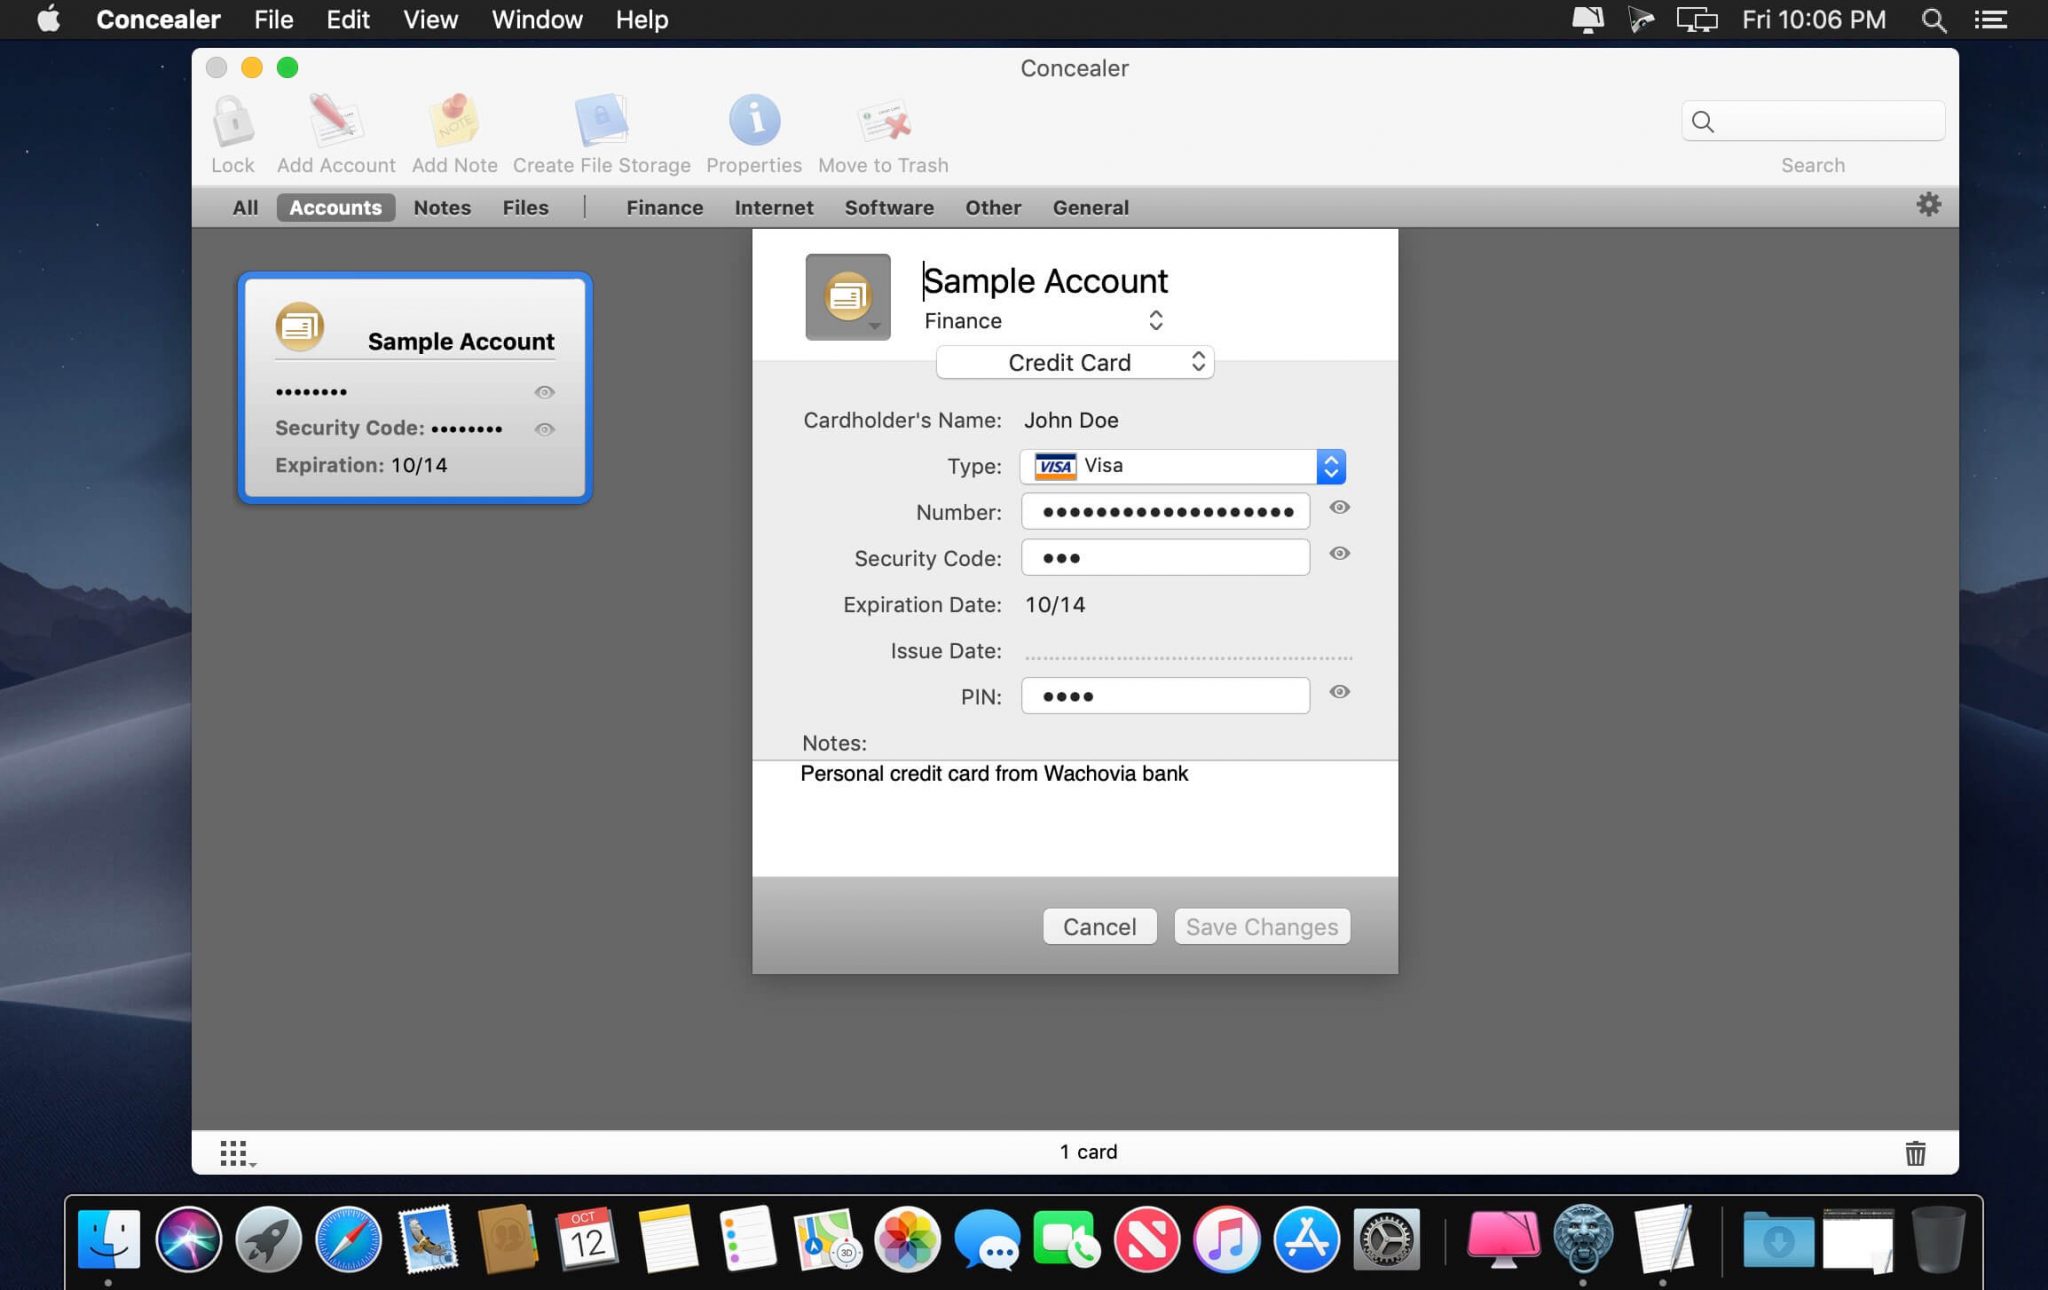 Concealer File Edit View Window Help Fri 10:06 PM
Concealer
NOTE
Lock Add Account Add Note Create File Storage Properties Move to Trash Search
All Accounts Notes Files | Finance Internet Software Other General
Sample Account
••••••••
Security Code: ••••••••
Expiration: 10/14
Sample Account
Finance
Credit Card
Cardholder's Name: John Doe
Type: VISA Visa
Number: •••••••••••••••••••
Security Code: •••
Expiration Date: 10/14
Issue Date:
PIN: ••••
Notes:
Personal credit card from Wachovia bank
Cancel Save Changes
1 card
OCT
12
3D